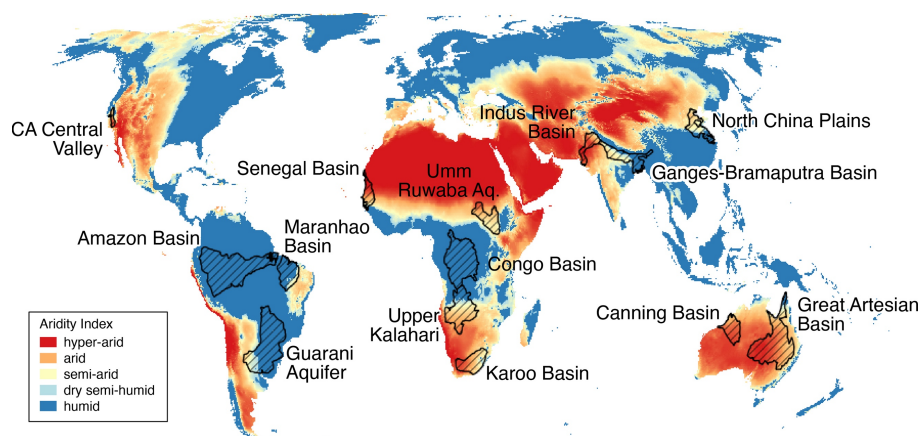 CA Central
Valley
Senegal Basin
Umm
Ruwaba Aq.
Indus River
Basin
North China Plains
Ganges-Bramaputra Basin
Amazon Basin
Maranhao
Basin
Congo Basin
Upper
Kalahari
Karoo Basin
Canning Basin
Great Artesian
Basin
Guarani
Aquifer
Aridity Index
hyper-arid
arid
semi-arid
dry semi-humid
humid